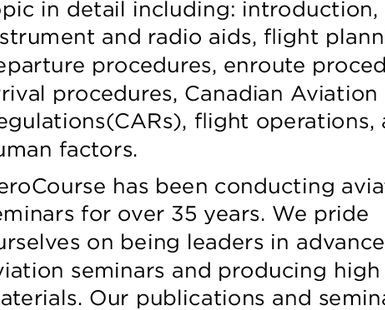 pic in detail including: introduction,
strument and radio aids, flight plann
eparture procedures, enroute proced
rival procedures, Canadian Aviation
egulations(CARs), flight operations, a
uman factors.
eroCourse has been conducting avia
eminars for over 35 years. We pride
urselves on being leaders in advance
viation seminars and producing high
aterials. Our publications and semina